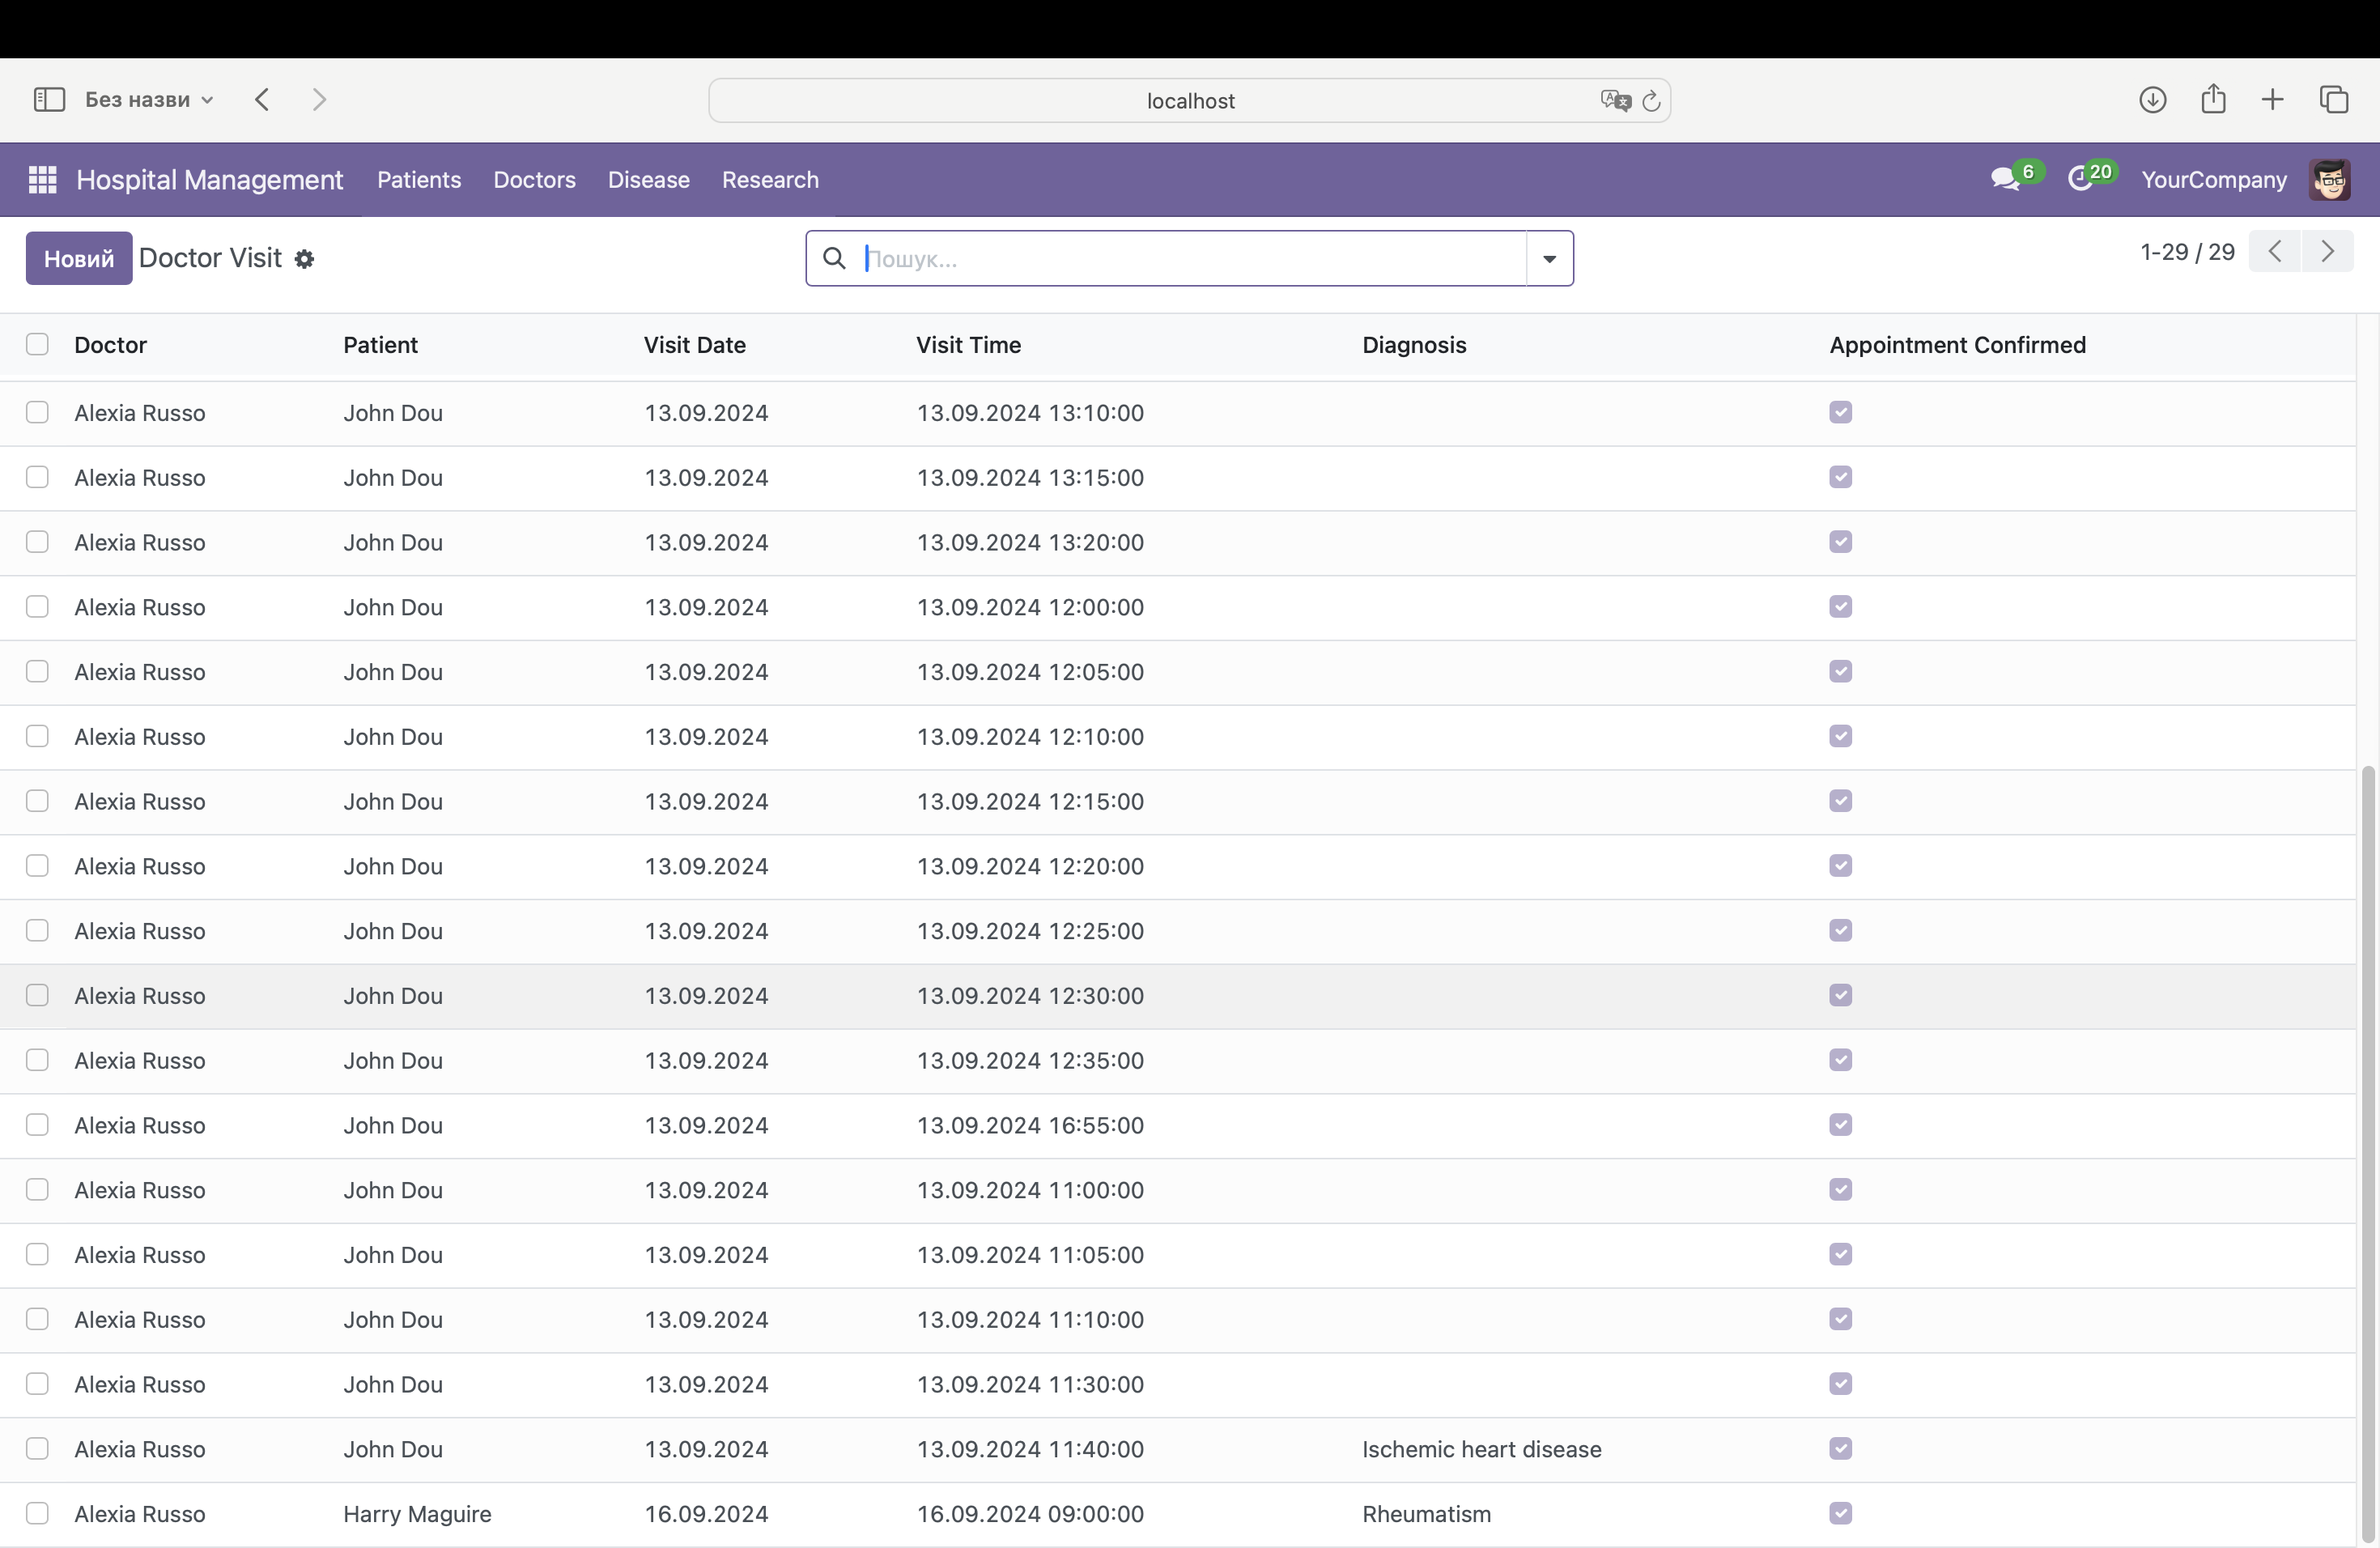 Без назви
localhost
Hospital Management Patients Doctors Disease Research 6 20 YourCompany
Новий Doctor Visit Пошук... 1-29 / 29
Doctor Patient Visit Date Visit Time Diagnosis Appointment Confirmed
Alexia Russo John Dou 13.09.2024 13.09.2024 13:10:00
Alexia Russo John Dou 13.09.2024 13.09.2024 13:15:00
Alexia Russo John Dou 13.09.2024 13.09.2024 13:20:00
Alexia Russo John Dou 13.09.2024 13.09.2024 12:00:00
Alexia Russo John Dou 13.09.2024 13.09.2024 12:05:00
Alexia Russo John Dou 13.09.2024 13.09.2024 12:10:00
Alexia Russo John Dou 13.09.2024 13.09.2024 12:15:00
Alexia Russo John Dou 13.09.2024 13.09.2024 12:20:00
Alexia Russo John Dou 13.09.2024 13.09.2024 12:25:00
Alexia Russo John Dou 13.09.2024 13.09.2024 12:30:00
Alexia Russo John Dou 13.09.2024 13.09.2024 12:35:00
Alexia Russo John Dou 13.09.2024 13.09.2024 16:55:00
Alexia Russo John Dou 13.09.2024 13.09.2024 11:00:00
Alexia Russo John Dou 13.09.2024 13.09.2024 11:05:00
Alexia Russo John Dou 13.09.2024 13.09.2024 11:10:00
Alexia Russo John Dou 13.09.2024 13.09.2024 11:30:00
Alexia Russo John Dou 13.09.2024 13.09.2024 11:40:00 Ischemic heart disease
Alexia Russo Harry Maguire 16.09.2024 16.09.2024 09:00:00 Rheumatism